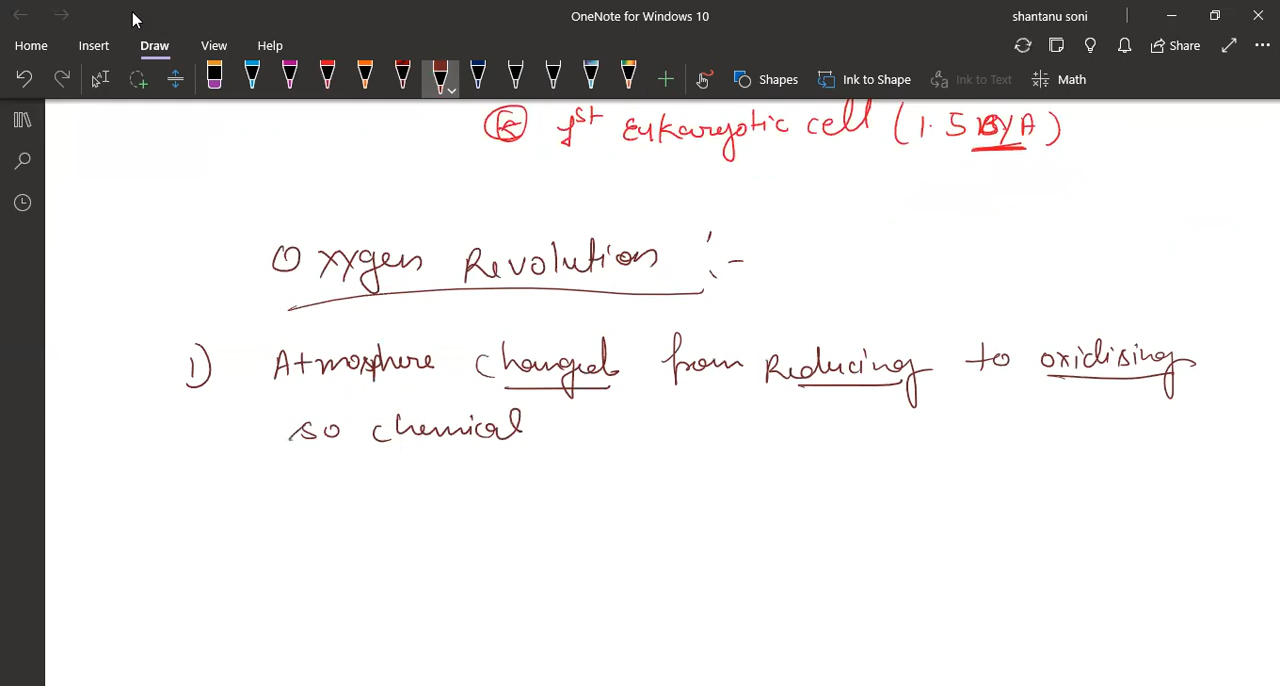 OneNote for Windows 10
shantanu soni
Home Insert Draw View Help
Share
Shapes Ink to Shape Ink to Text Math
E 1st Eukaryotic cell (1.5 BYA)
Oxygen Revolution :-
1) Atmosphere changed from Reducing to oxidising
so chemical